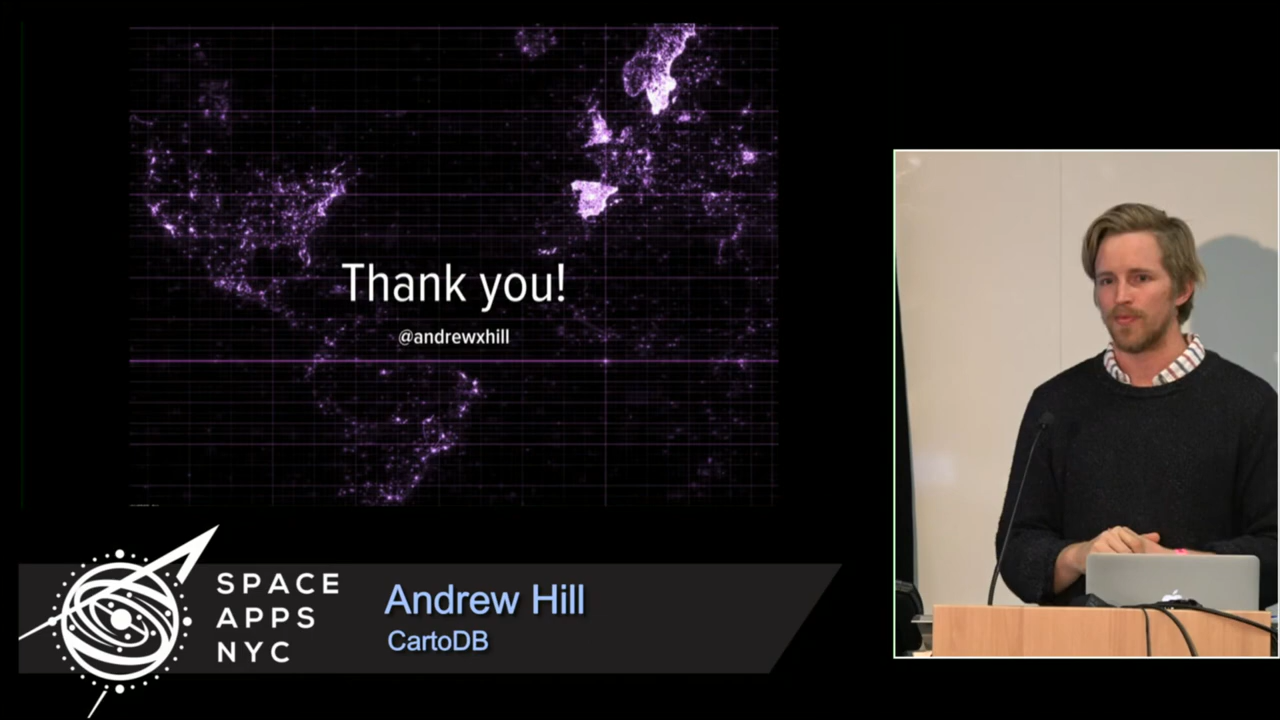 Thank you!
@andrewxhill
SPACE
APPS
NYC
Andrew Hill
CartoDB